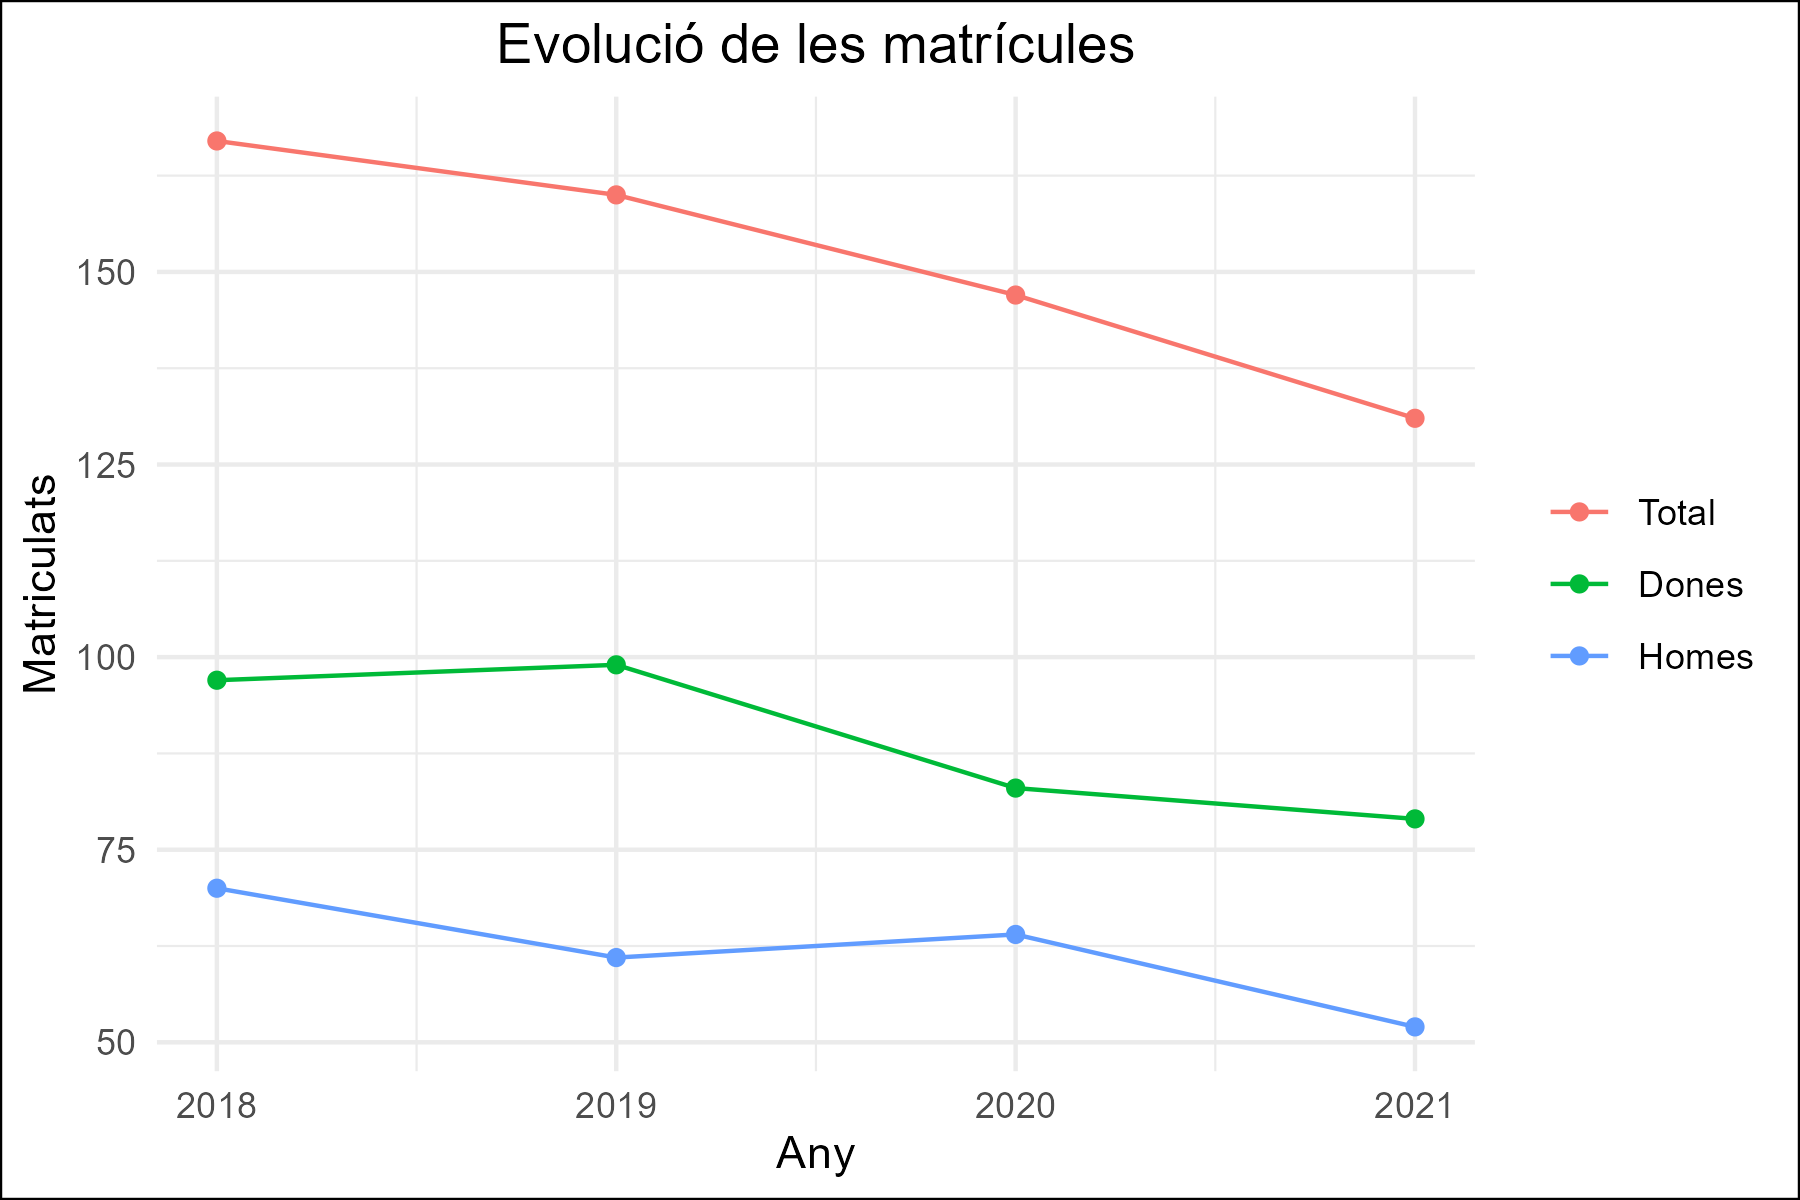 Evolució de les matrícules
Matriculats
150
125
100
75
50
2018
2019
2020
2021
Any
Total
Dones
Homes